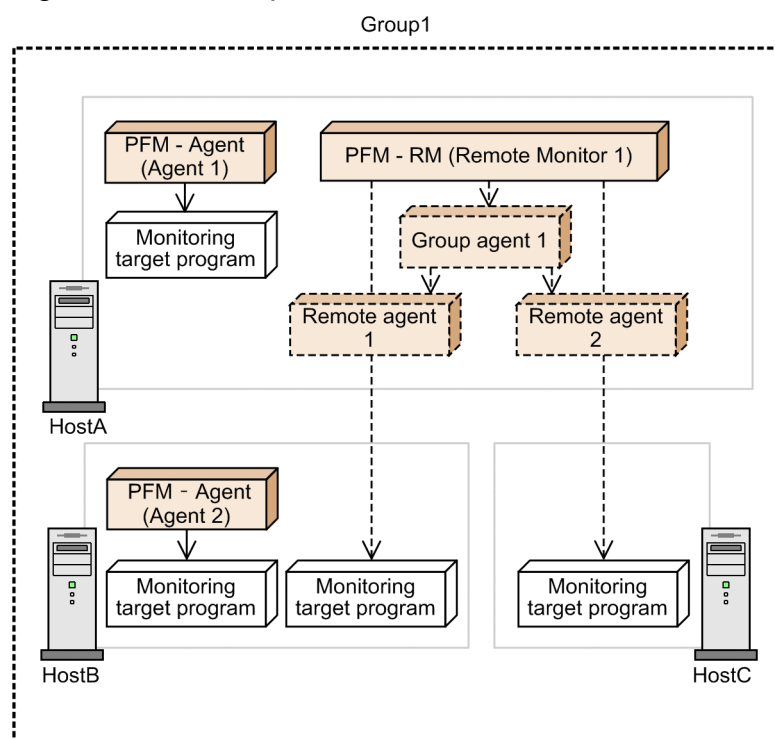 Group1
PFM - Agent
(Agent 1)
PFM - RM (Remote Monitor 1)
Monitoring
target program
Group agent 1
Remote agent
1
Remote agent
2
HostA
PFM - Agent
(Agent 2)
Monitoring
target program
Monitoring
target program
Monitoring
target program
HostB
HostC